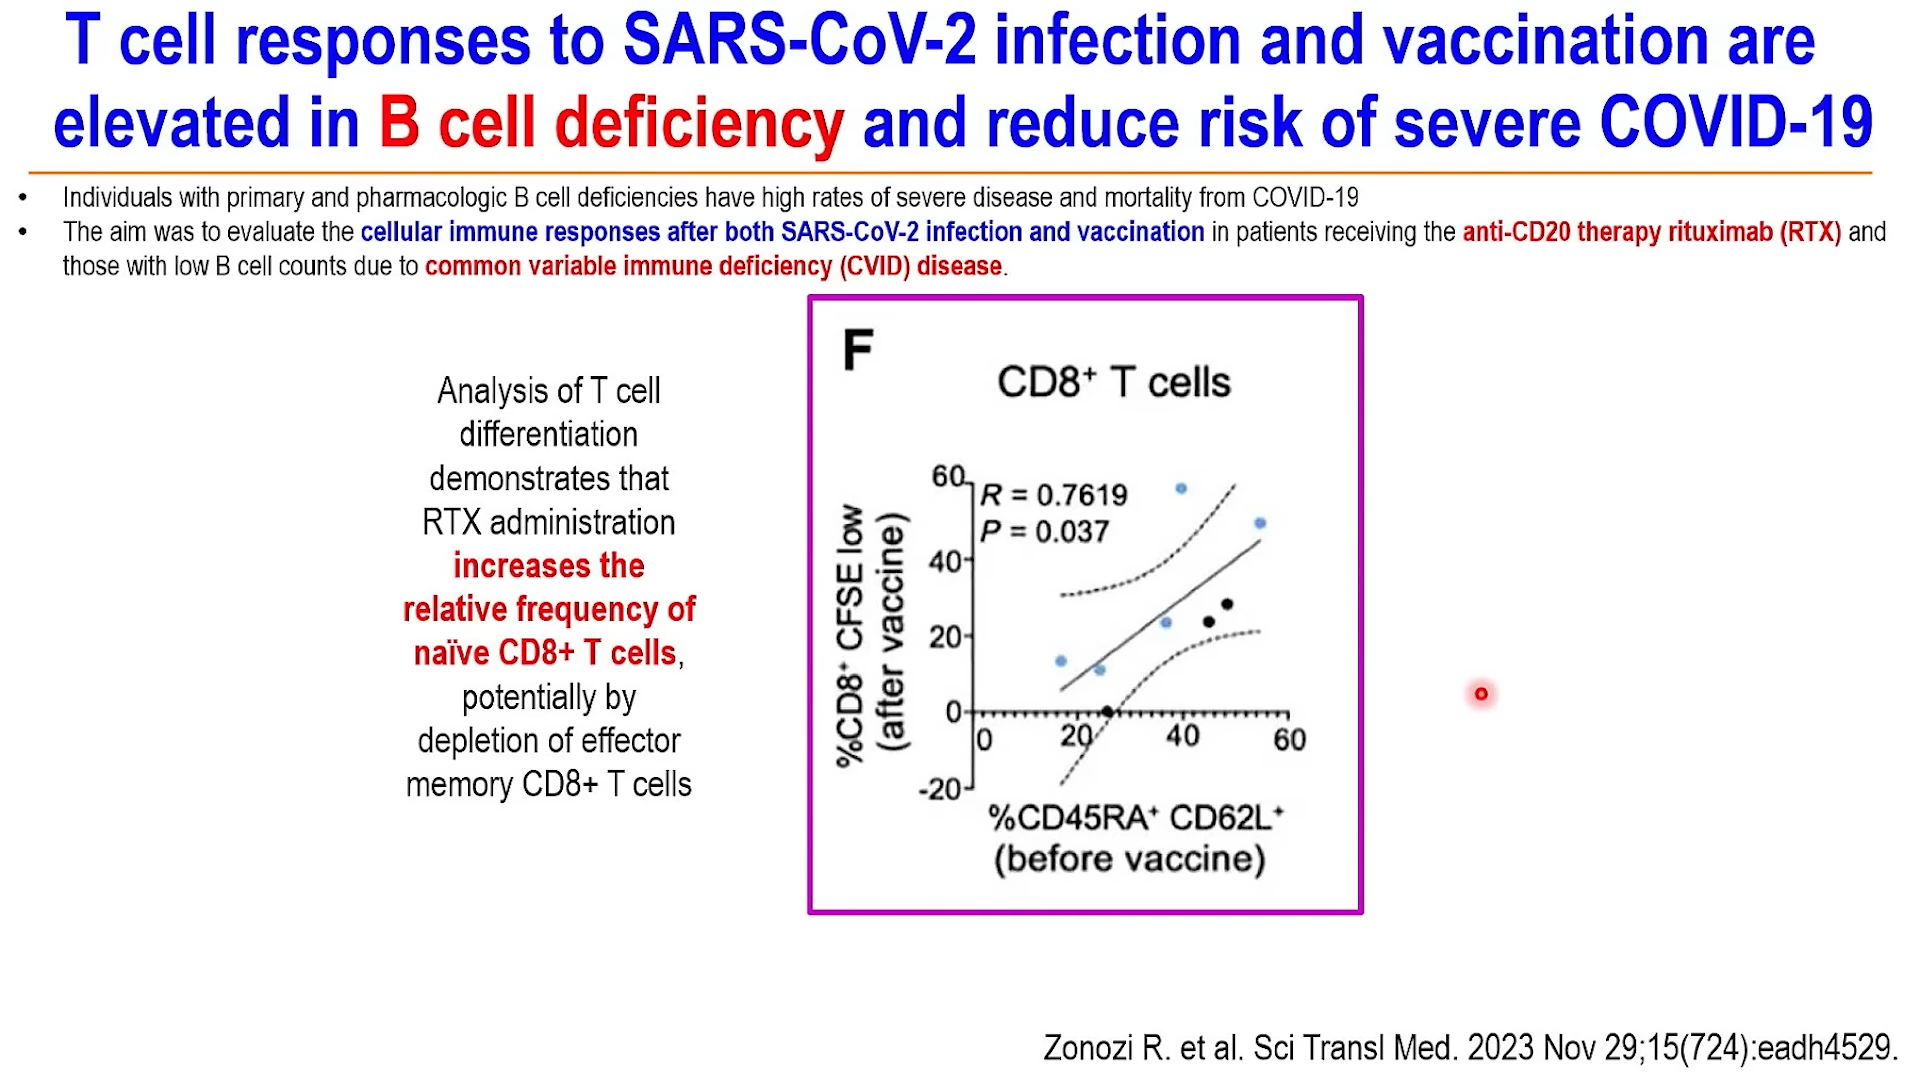 T cell responses to SARS-CoV-2 infection and vaccination are
elevated in B cell deficiency and reduce risk of severe COVID-19
• Individuals with primary and pharmacologic B cell deficiencies have high rates of severe disease and mortality from COVID-19
• The aim was to evaluate the cellular immune responses after both SARS-CoV-2 infection and vaccination in patients receiving the anti-CD20 therapy rituximab (RTX) and
those with low B cell counts due to common variable immune deficiency (CVID) disease.
Analysis of T cell
differentiation
demonstrates that
RTX administration
increases the
relative frequency of
naïve CD8+ T cells,
potentially by
depletion of effector
memory CD8+ T cells
F
CD8⁺ T cells
R = 0.7619
P = 0.037
%CD8⁺ CFSE low
(after vaccine)
60
40
20
0
-20
0 20 40 60
%CD45RA⁺ CD62L⁺
(before vaccine)
Zonozi R. et al. Sci Transl Med. 2023 Nov 29;15(724):eadh4529.